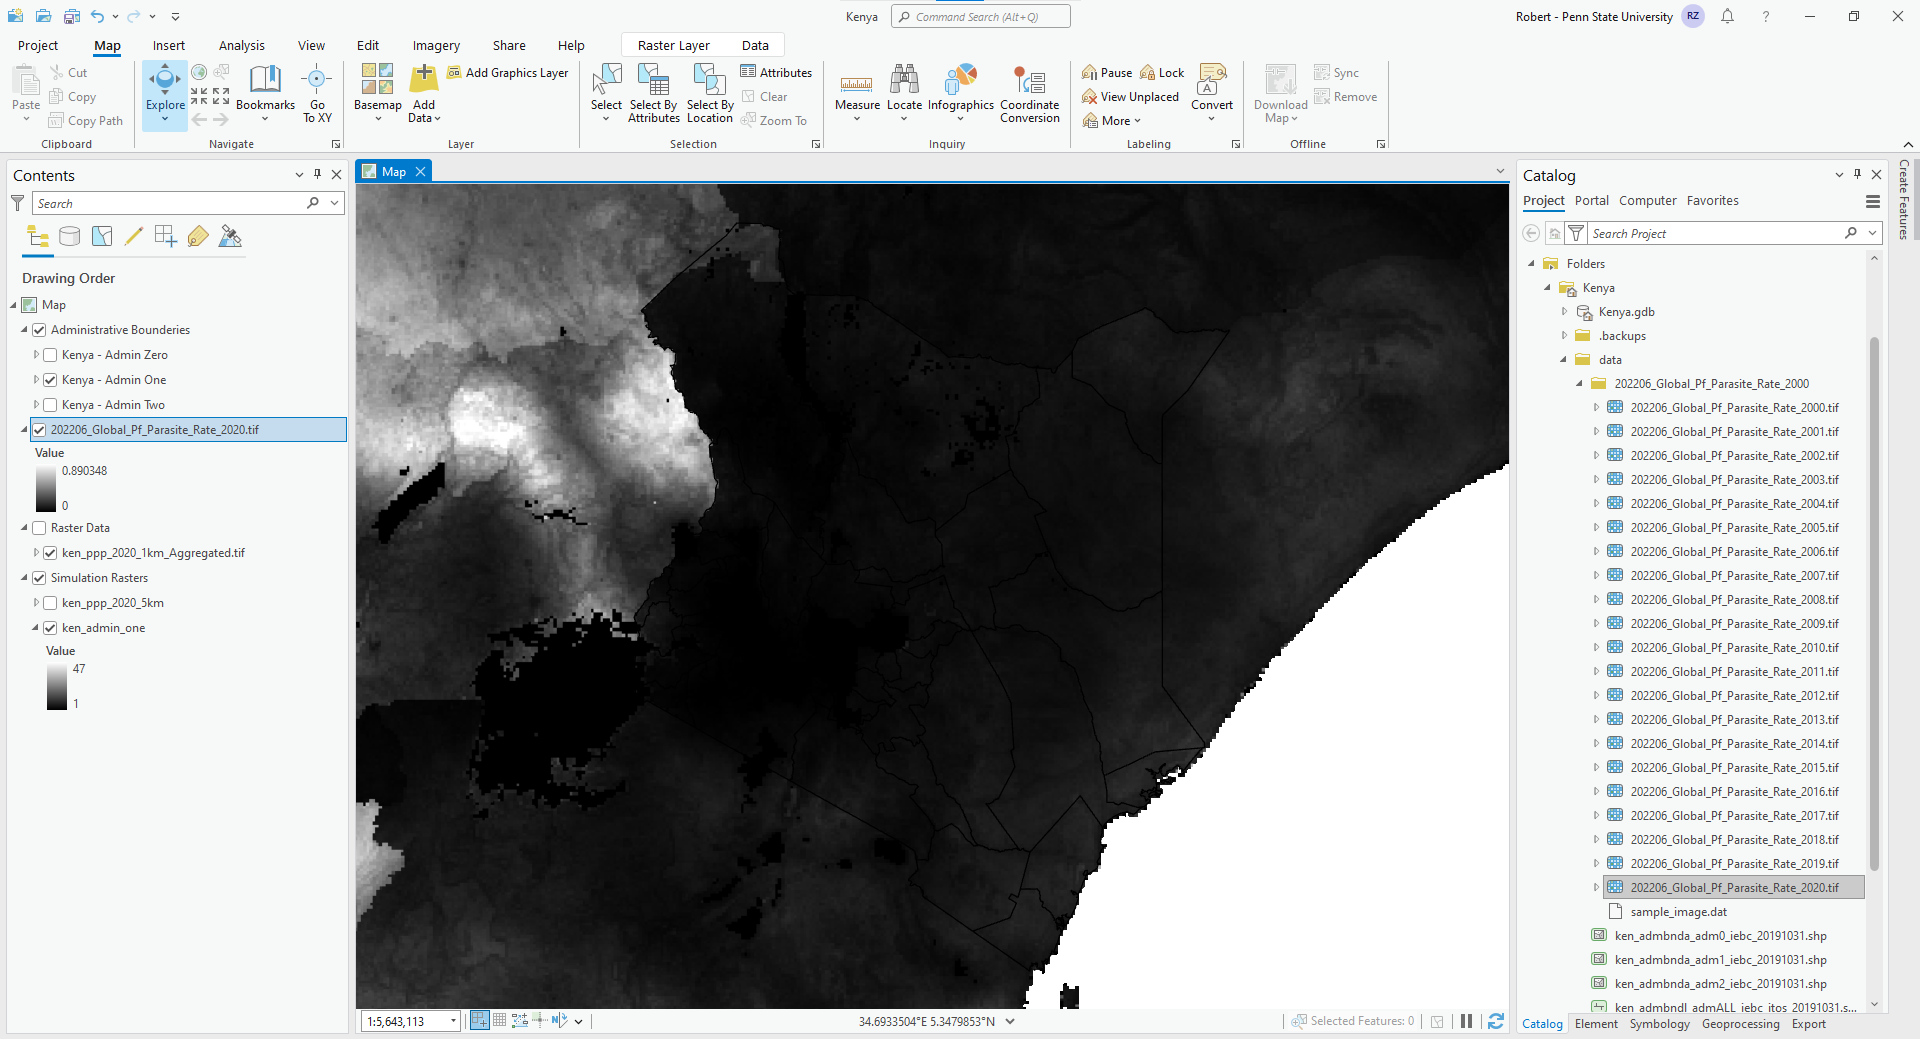 Kenya
Command Search (Alt+Q)
Robert - Penn State University
RZ
?
Project
Map
Insert
Analysis
View
Edit
Imagery
Share
Help
Raster Layer
Data
Paste
Cut
Copy
Copy Path
Clipboard
Explore
Bookmarks
Go
To XY
Navigate
Basemap
Add
Data
Add Graphics Layer
Layer
Select
Select By
Attributes
Select By
Location
Attributes
Clear
Zoom To
Selection
Measure
Locate
Infographics
Coordinate
Conversion
Inquiry
Pause
Lock
View Unplaced
More
Convert
Labeling
Download
Map
Sync
Remove
Offline
Contents
Search
Drawing Order
Map
Administrative Bounderies
Kenya - Admin Zero
Kenya - Admin One
Kenya - Admin Two
202206_Global_Pf_Parasite_Rate_2020.tif
Value
0.890348
0
Raster Data
ken_ppp_2020_1km_Aggregated.tif
Simulation Rasters
ken_ppp_2020_5km
ken_admin_one
Value
47
1
Map
1:5,643,113
34.6933504°E 5.3479853°N
Selected Features: 0
Catalog
Project
Portal
Computer
Favorites
Search Project
Folders
Kenya
Kenya.gdb
.backups
data
202206_Global_Pf_Parasite_Rate_2000
202206_Global_Pf_Parasite_Rate_2000.tif
202206_Global_Pf_Parasite_Rate_2001.tif
202206_Global_Pf_Parasite_Rate_2002.tif
202206_Global_Pf_Parasite_Rate_2003.tif
202206_Global_Pf_Parasite_Rate_2004.tif
202206_Global_Pf_Parasite_Rate_2005.tif
202206_Global_Pf_Parasite_Rate_2006.tif
202206_Global_Pf_Parasite_Rate_2007.tif
202206_Global_Pf_Parasite_Rate_2008.tif
202206_Global_Pf_Parasite_Rate_2009.tif
202206_Global_Pf_Parasite_Rate_2010.tif
202206_Global_Pf_Parasite_Rate_2011.tif
202206_Global_Pf_Parasite_Rate_2012.tif
202206_Global_Pf_Parasite_Rate_2013.tif
202206_Global_Pf_Parasite_Rate_2014.tif
202206_Global_Pf_Parasite_Rate_2015.tif
202206_Global_Pf_Parasite_Rate_2016.tif
202206_Global_Pf_Parasite_Rate_2017.tif
202206_Global_Pf_Parasite_Rate_2018.tif
202206_Global_Pf_Parasite_Rate_2019.tif
202206_Global_Pf_Parasite_Rate_2020.tif
sample_image.dat
ken_admbnda_adm0_iebc_20191031.shp
ken_admbnda_adm1_iebc_20191031.shp
ken_admbnda_adm2_iebc_20191031.shp
ken_admbndl_admALL_iebc_itos_20191031.s...
Catalog
Element
Symbology
Geoprocessing
Export
Create Features